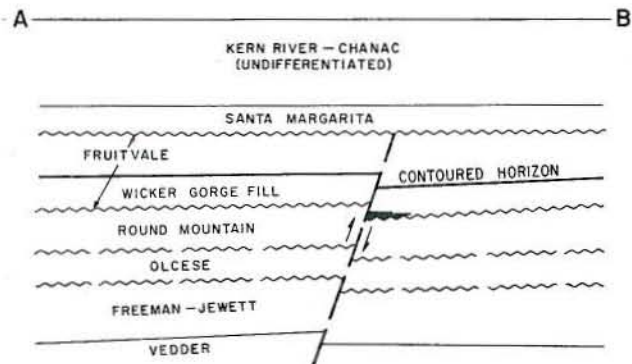 A
B
KERN RIVER — CHANAC
(UNDIFFERENTIATED)
SANTA MARGARITA
FRUITVALE
CONTOURED HORIZON
WICKER GORGE FILL
ROUND MOUNTAIN
OLCESE
FREEMAN – JEWETT
VEDDER